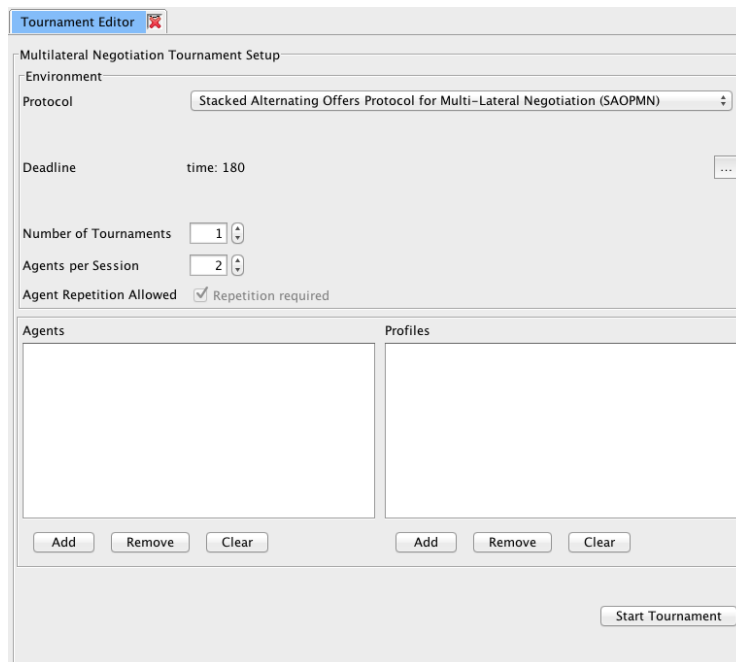 Tournament Editor
Multilateral Negotiation Tournament Setup
Environment
Protocol Stacked Alternating Offers Protocol for Multi-Lateral Negotiation (SAOPMN)
Deadline time: 180 ...
Number of Tournaments 1
Agents per Session 2
Agent Repetition Allowed Repetition required
Agents Profiles
Add Remove Clear Add Remove Clear
Start Tournament